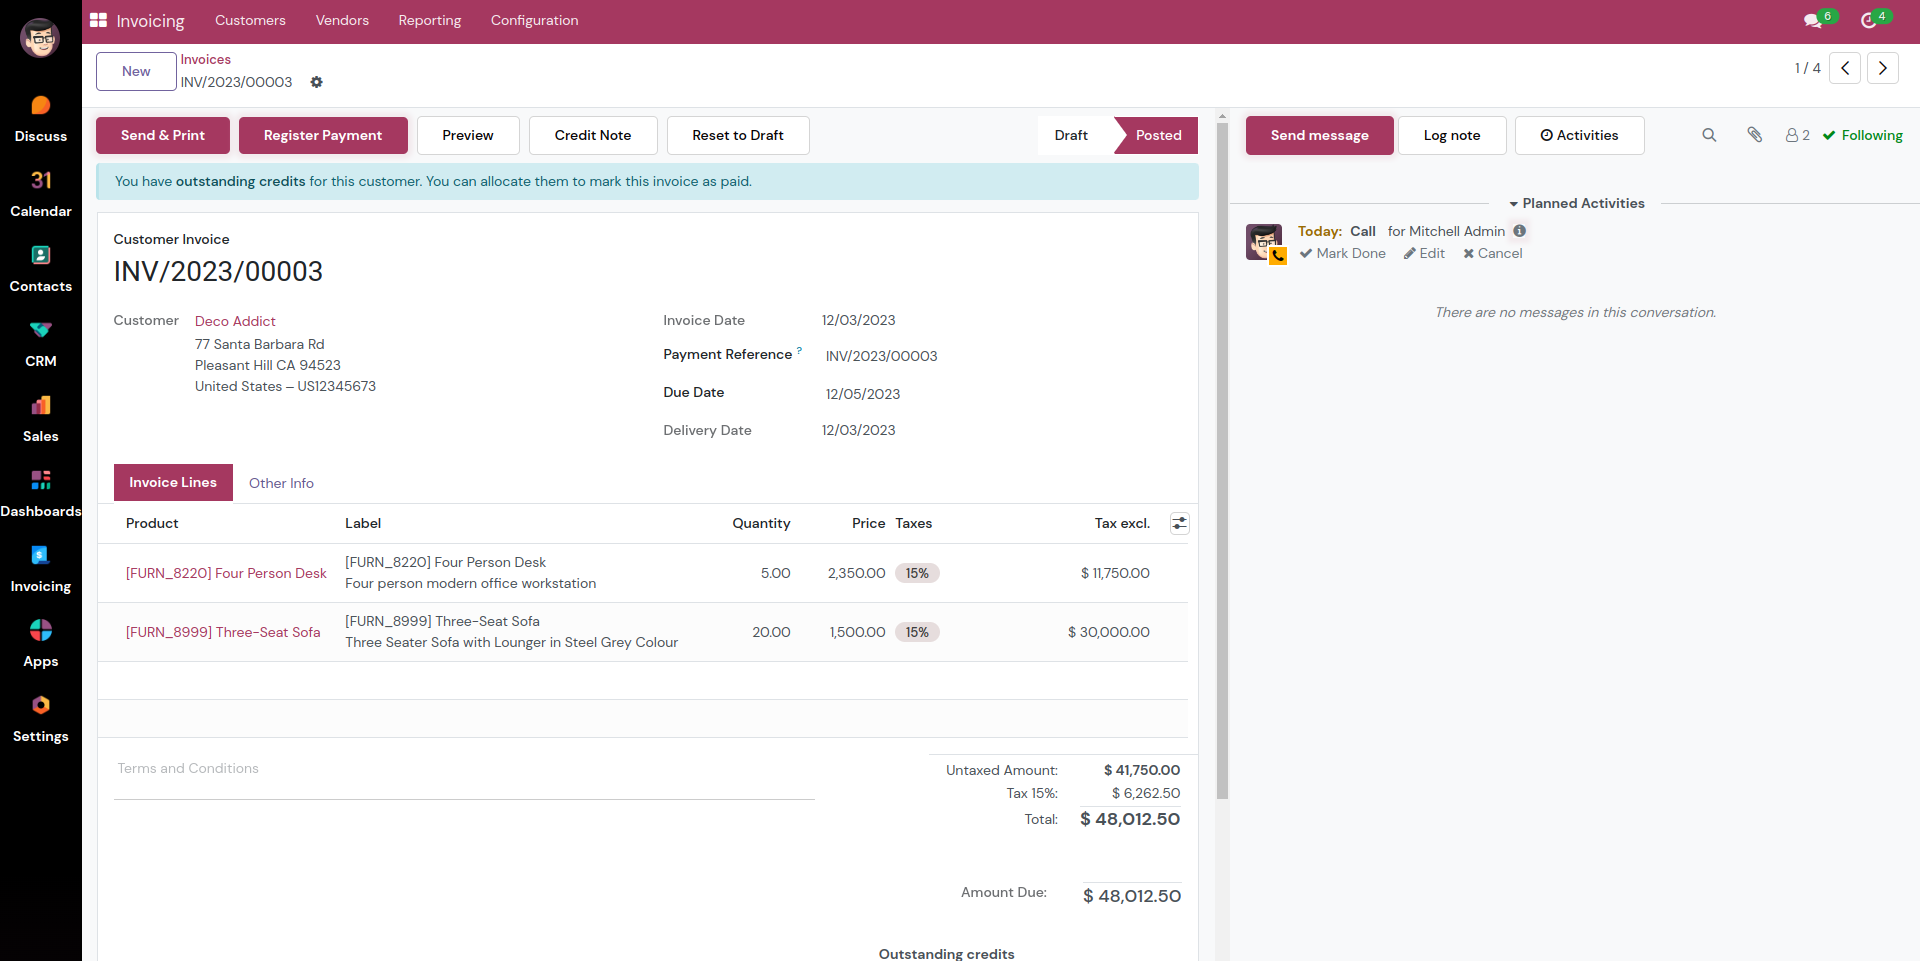 Invoicing Customers Vendors Reporting Configuration 6 4
New
Invoices
INV/2023/00003
1 / 4
Discuss
31
Calendar
Contacts
CRM
Sales
Dashboards
$
Invoicing
Apps
Settings
Send & Print Register Payment Preview Credit Note Reset to Draft Draft Posted
You have outstanding credits for this customer. You can allocate them to mark this invoice as paid.
Customer Invoice
INV/2023/00003
Customer Deco Addict
77 Santa Barbara Rd
Pleasant Hill CA 94523
United States – US12345673
Invoice Date 12/03/2023
Payment Reference ? INV/2023/00003
Due Date 12/05/2023
Delivery Date 12/03/2023
Invoice Lines Other Info
Product Label Quantity Price Taxes Tax excl.
[FURN_8220] Four Person Desk [FURN_8220] Four Person Desk 5.00 2,350.00 15% $ 11,750.00
Four person modern office workstation
[FURN_8999] Three-Seat Sofa [FURN_8999] Three-Seat Sofa 20.00 1,500.00 15% $ 30,000.00
Three Seater Sofa with Lounger in Steel Grey Colour
Terms and Conditions
Untaxed Amount: $ 41,750.00
Tax 15%: $ 6,262.50
Total: $ 48,012.50
Amount Due: $ 48,012.50
Outstanding credits
Send message Log note Activities 2 Following
Planned Activities
Today: Call for Mitchell Admin
Mark Done Edit Cancel
There are no messages in this conversation.